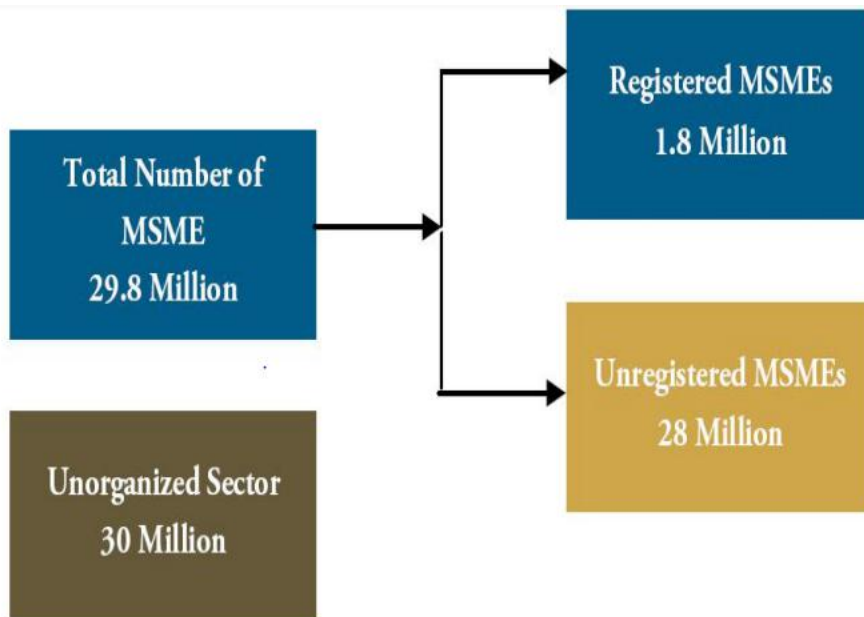 Total Number of
MSME
29.8 Million
Registered MSMEs
1.8 Million
Unregistered MSMEs
28 Million
Unorganized Sector
30 Million